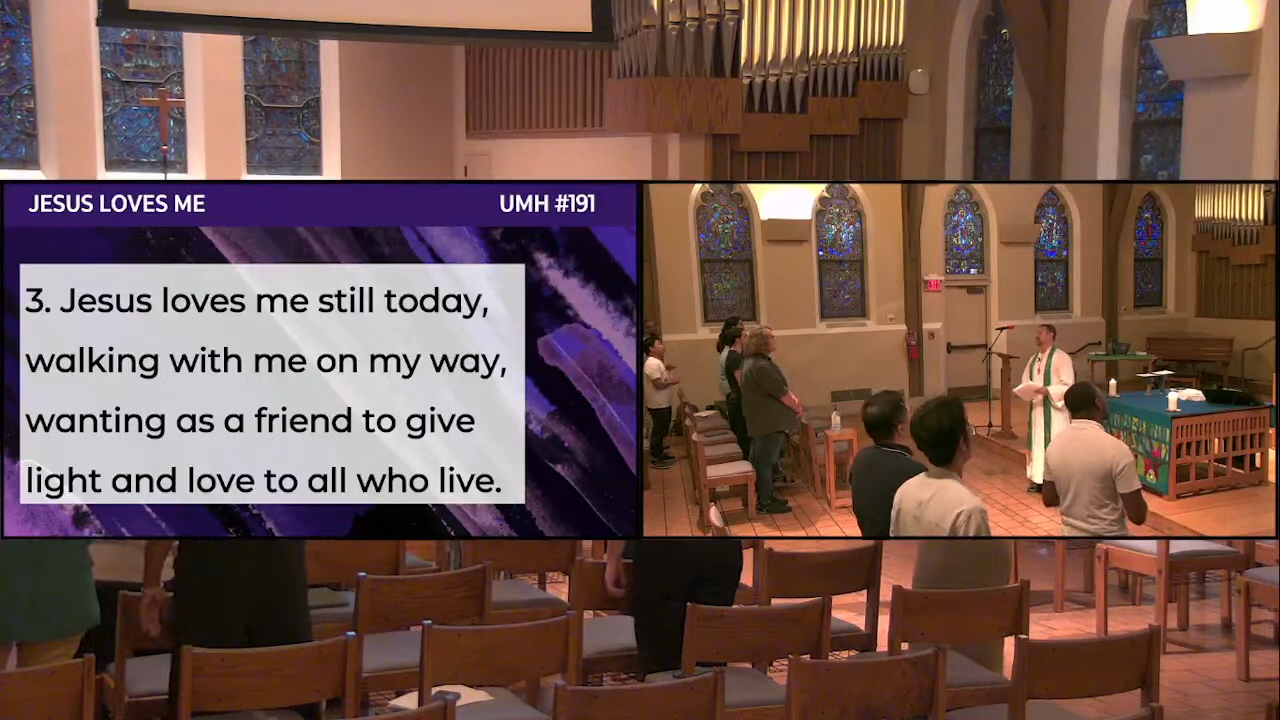 JESUS LOVES ME
UMH #191
3. Jesus loves me still today,
walking with me on my way,
wanting as a friend to give
light and love to all who live.